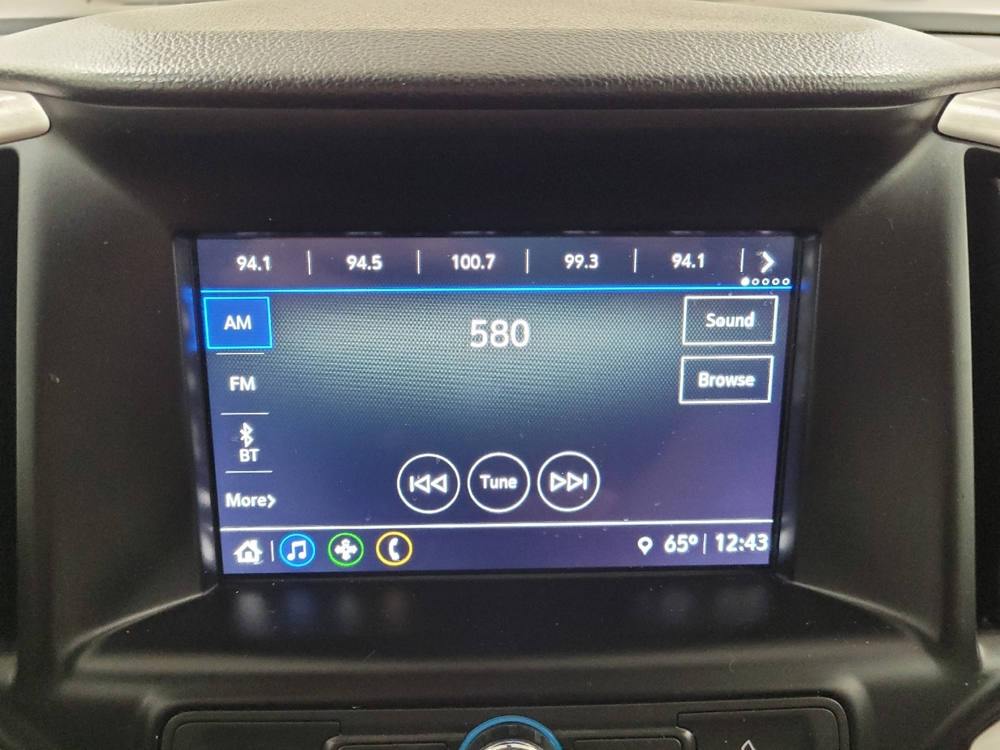 94.1 | 94.5 | 100.7 | 99.3 | 94.1
AM
580
Sound
FM
Browse
BT
Tune
More>
65° | 12:43